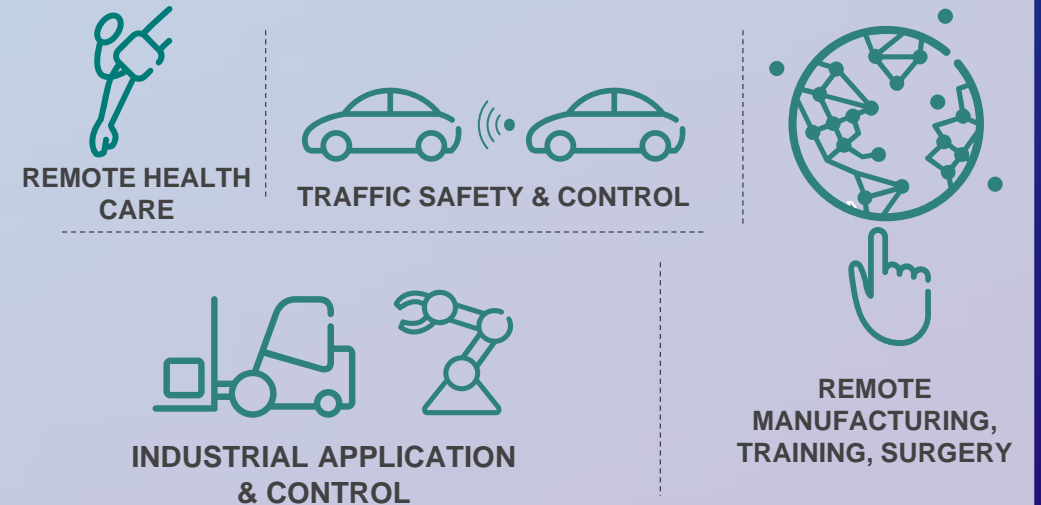 REMOTE HEALTH
CARE
TRAFFIC SAFETY & CONTROL
INDUSTRIAL APPLICATION
& CONTROL
REMOTE
MANUFACTURING,
TRAINING, SURGERY